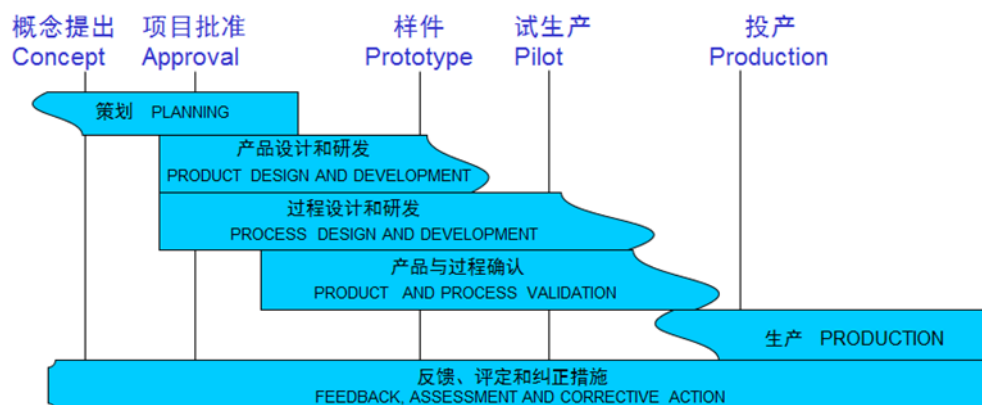 概念提出 项目批准 样件 试生产 投产
Concept Approval Prototype Pilot Production
策划 PLANNING
产品设计和研发
PRODUCT DESIGN AND DEVELOPMENT
过程设计和研发
PROCESS DESIGN AND DEVELOPMENT
产品与过程确认
PRODUCT AND PROCESS VALIDATION
生产 PRODUCTION
反馈、评定和纠正措施
FEEDBACK, ASSESSMENT AND CORRECTIVE ACTION